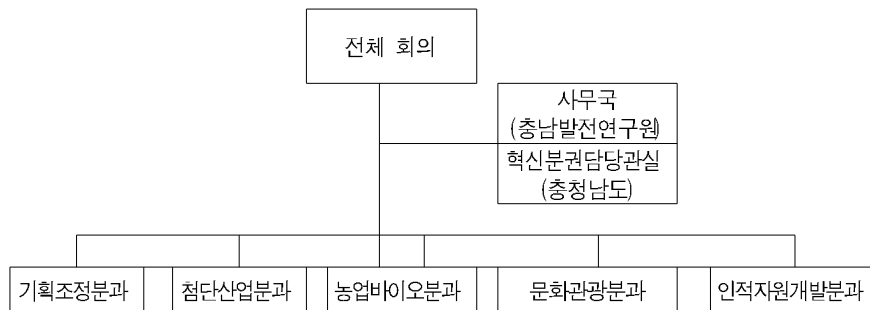 전체 회의
사무국
(충남발전연구원)
혁신분권담당관실
(충청남도)
기획조정분과
첨단산업분과
농업바이오분과
문화관광분과
인적자원개발분과